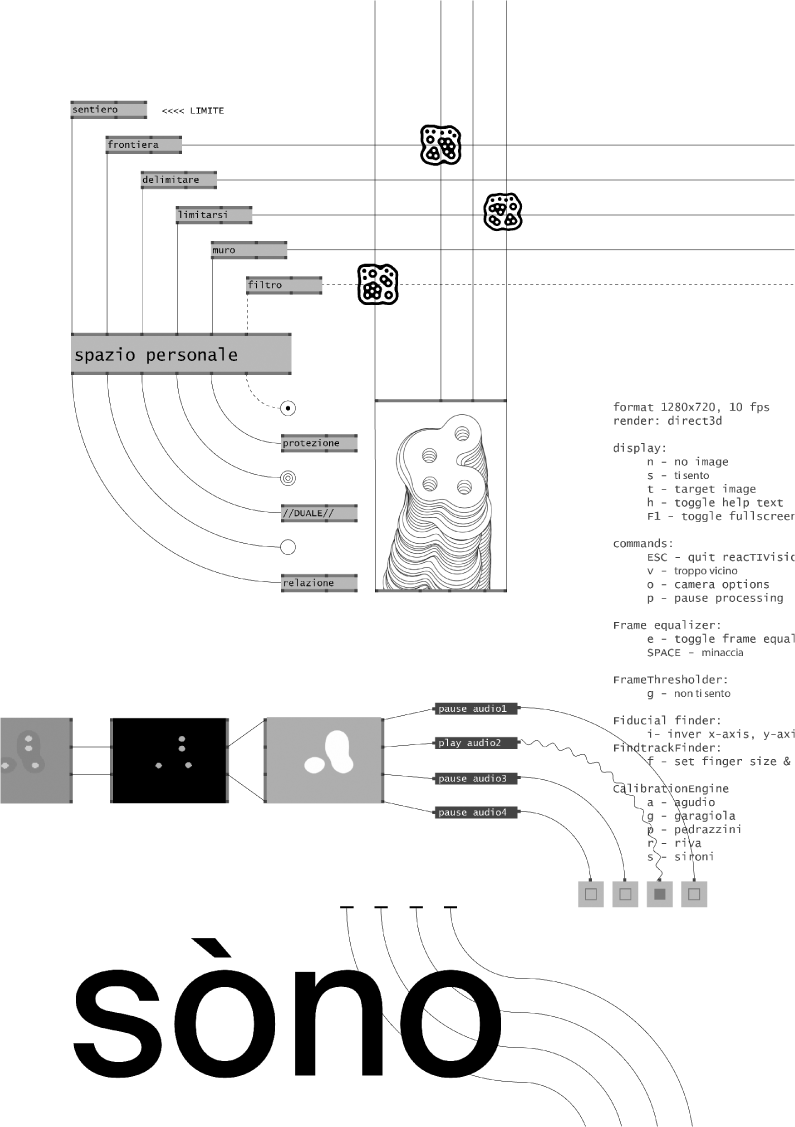 sentiero
<<<< LIMITE
frontiera
delimitare
limitarsi
muro
filtro
spazio personale
protezione
//DUALE//
relazione
format 1280x720, 10 fps
render: direct3d
display:
n - no image
s - ti sento
t - target image
h - toggle help text
F1 - toggle fullscreen
commands:
ESC - quit reacTIVisio
v - troppo vicino
o - camera options
p - pause processing
Frame equalizer:
e - toggle frame equal
SPACE - minaccia
FrameThresholder:
g - non ti sento
Fiducial finder:
i- inver x-axis, y-axi
FindtrackFinder:
f - set finger size &
CalibrationEngine
a - agudio
g - garagiola
p - pedrazzini
r - riva
s - sironi
pause audio1
play audio2
pause audio3
pause audio4
sòno